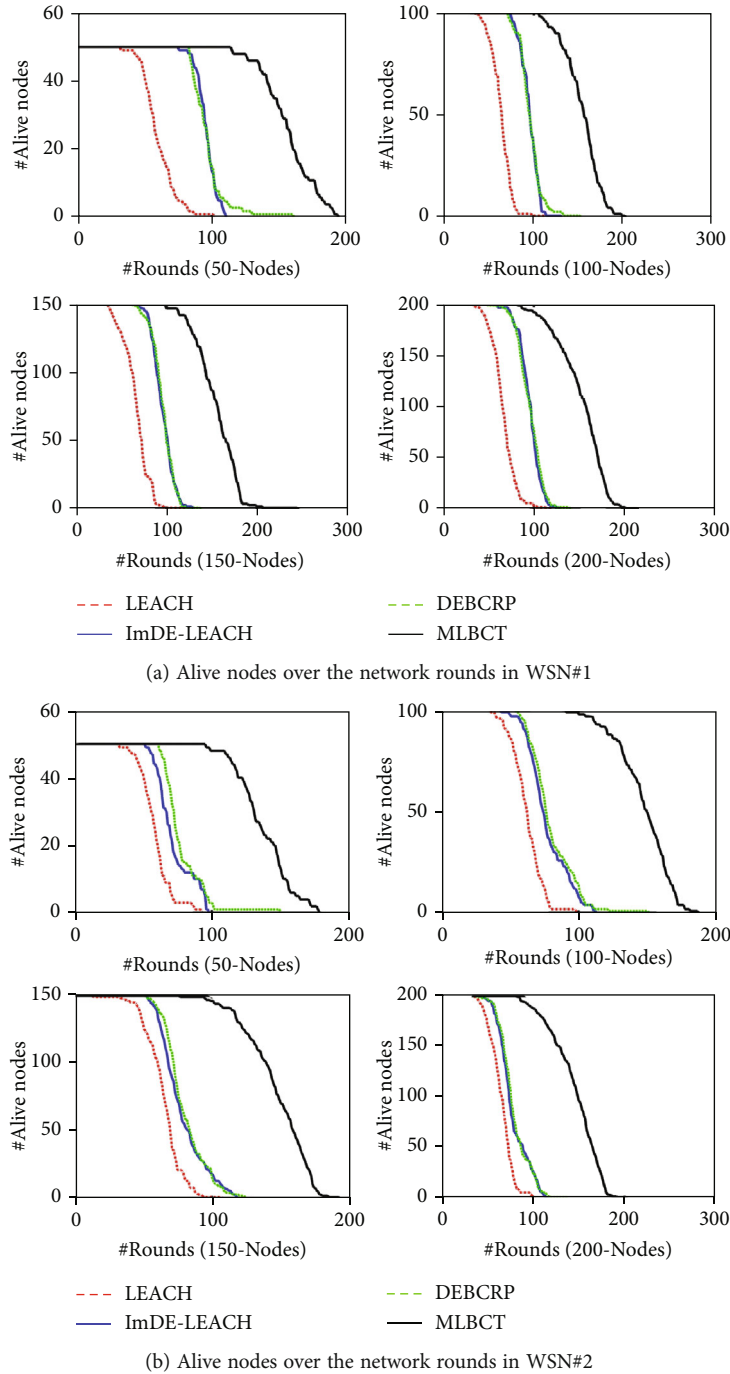 60
40
20
0
#Alive nodes
0
100
200
#Rounds (50-Nodes)
100
50
0
#Alive nodes
0
100
200
300
#Rounds (100-Nodes)
150
100
50
0
#Alive nodes
0
100
200
300
#Rounds (150-Nodes)
200
150
100
50
0
#Alive nodes
0
100
200
300
#Rounds (200-Nodes)
LEACH
DEBCRP
ImDE-LEACH
MLBCT
(a) Alive nodes over the network rounds in WSN#1
60
40
20
0
#Alive nodes
0
100
200
#Rounds (50-Nodes)
100
50
0
#Alive nodes
0
100
200
#Rounds (100-Nodes)
150
100
50
0
#Alive nodes
0
100
200
#Rounds (150-Nodes)
200
150
100
50
0
#Alive nodes
0
100
200
300
#Rounds (200-Nodes)
LEACH
DEBCRP
ImDE-LEACH
MLBCT
(b) Alive nodes over the network rounds in WSN#2